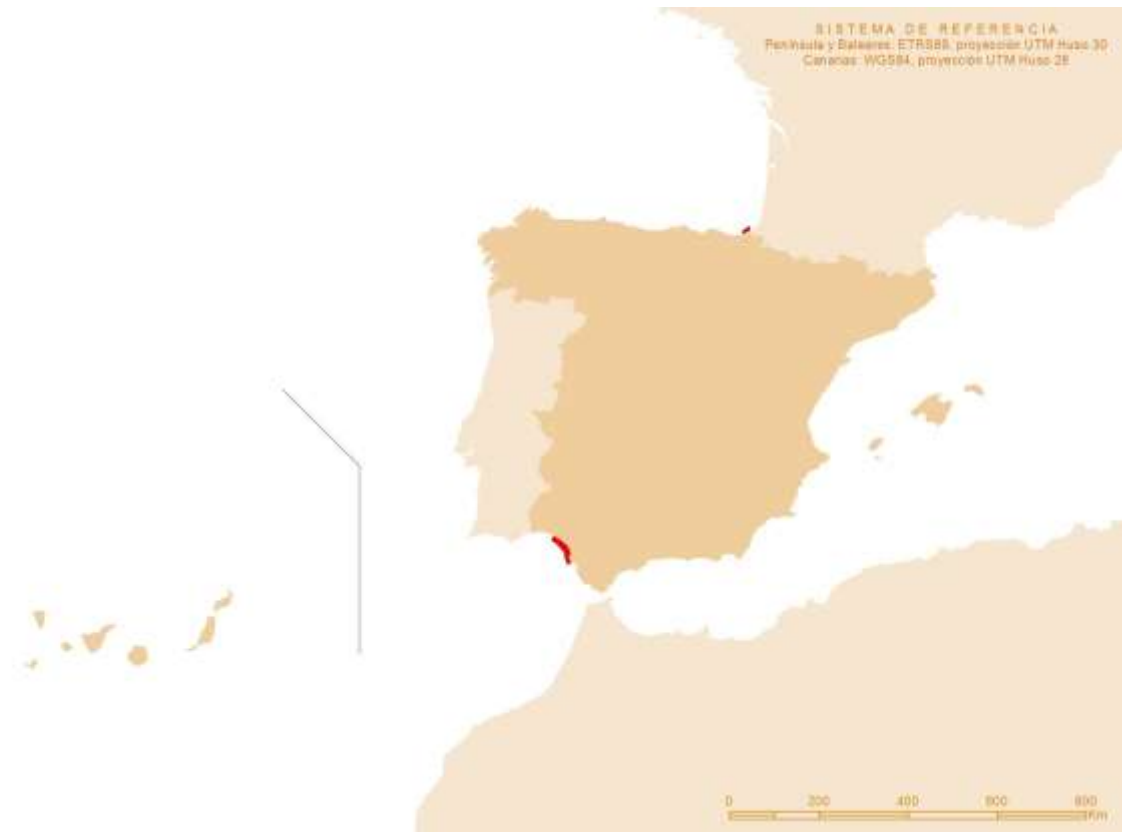 SISTEMA DE REFERENCIA
Península y Baleares: ETRS89, proyección UTM Huso 30
Canarias: WGS84, proyección UTM Huso 28
0 200 400 600 800
Km